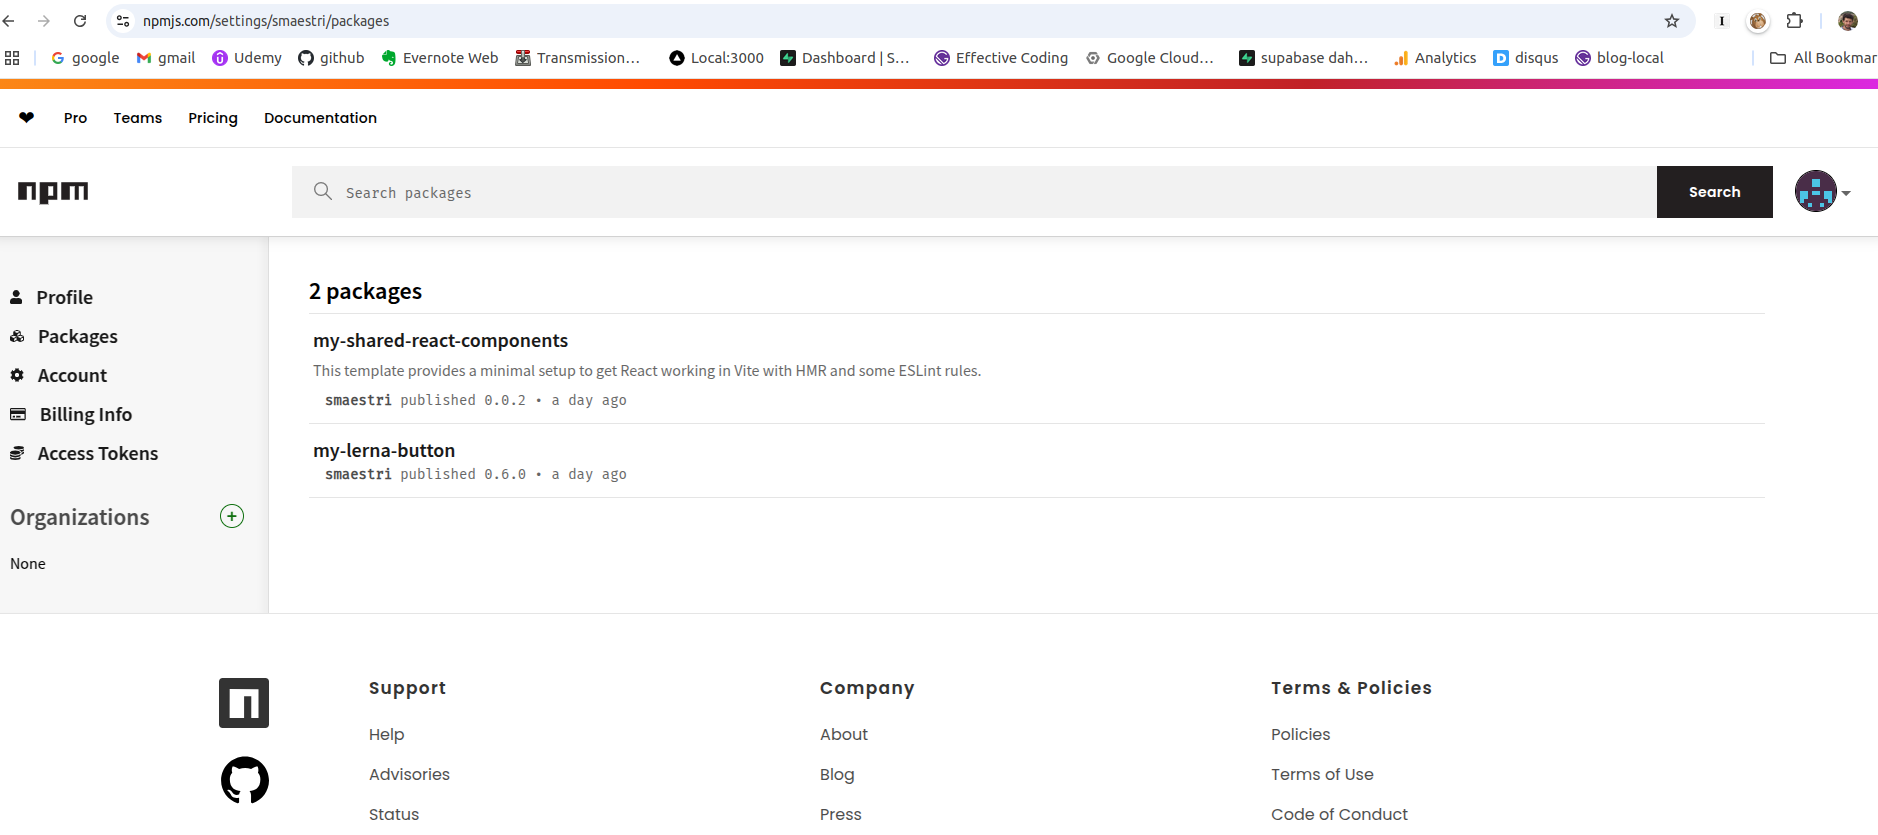 npmjs.com/settings/smaestri/packages
google gmail Udemy github Evernote Web Transmission... Local:3000 Dashboard | S... Effective Coding Google Cloud... supabase dah... Analytics disqus blog-local All Bookmar
❤ Pro Teams Pricing Documentation
npm Search packages Search
2 packages
Profile
my-shared-react-components
Packages
This template provides a minimal setup to get React working in Vite with HMR and some ESLint rules.
Account
smaestri published 0.0.2 • a day ago
Billing Info
my-lerna-button
Access Tokens
smaestri published 0.6.0 • a day ago
Organizations
None
Support Company Terms & Policies
Help About Policies
Advisories Blog Terms of Use
Status Press Code of Conduct